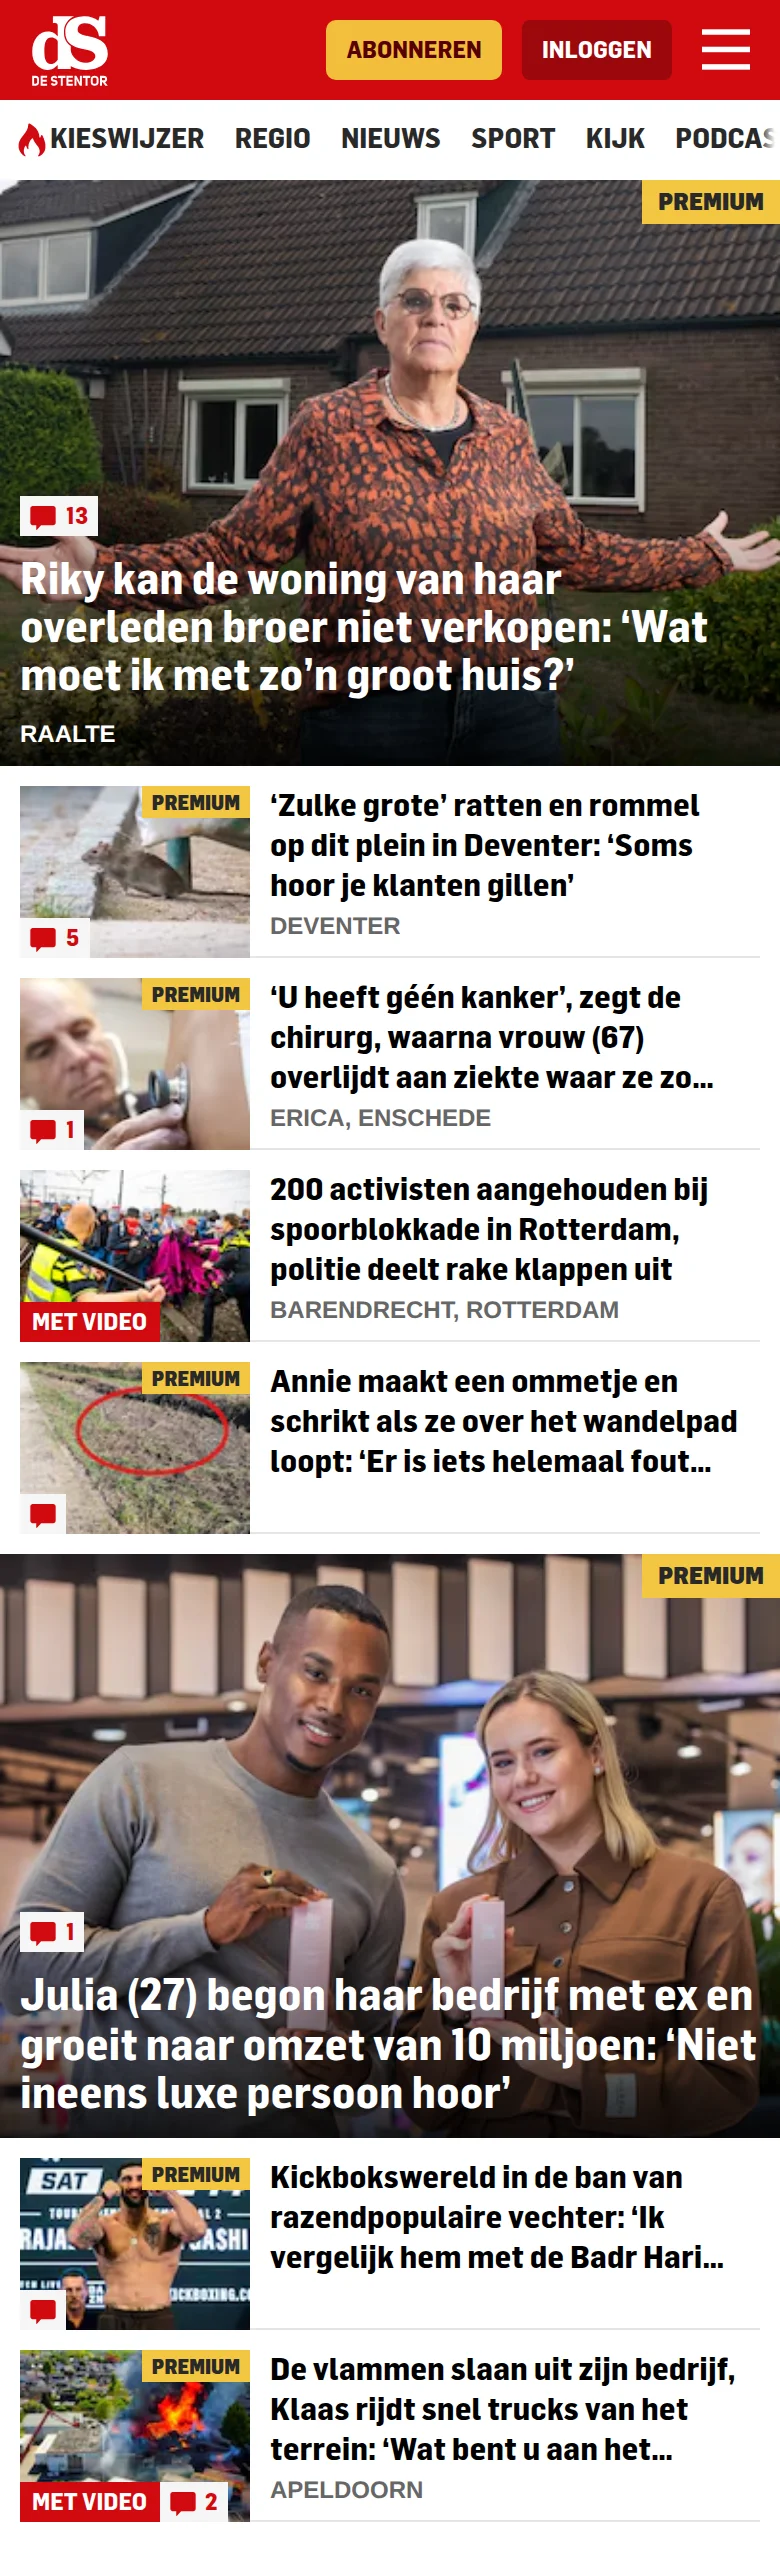 dS
DE STENTOR
ABONNEREN
INLOGGEN
KIESWIJZER REGIO NIEUWS SPORT KIJK PODCAS
PREMIUM
13
Riky kan de woning van haar
overleden broer niet verkopen: ‘Wat
moet ik met zo’n groot huis?’
RAALTE
PREMIUM
5
‘Zulke grote’ ratten en rommel
op dit plein in Deventer: ‘Soms
hoor je klanten gillen’
DEVENTER
PREMIUM
1
‘U heeft géén kanker’, zegt de
chirurg, waarna vrouw (67)
overlijdt aan ziekte waar ze zo...
ERICA, ENSCHEDE
MET VIDEO
200 activisten aangehouden bij
spoorblokkade in Rotterdam,
politie deelt rake klappen uit
BARENDRECHT, ROTTERDAM
PREMIUM
Annie maakt een ommetje en
schrikt als ze over het wandelpad
loopt: ‘Er is iets helemaal fout...
PREMIUM
1
Julia (27) begon haar bedrijf met ex en
groeit naar omzet van 10 miljoen: ‘Niet
ineens luxe persoon hoor’
PREMIUM
SAT
Kickbokswereld in de ban van
razendpopulaire vechter: ‘Ik
vergelijk hem met de Badr Hari...
PREMIUM
MET VIDEO
2
De vlammen slaan uit zijn bedrijf,
Klaas rijdt snel trucks van het
terrein: ‘Wat bent u aan het...
APELDOORN